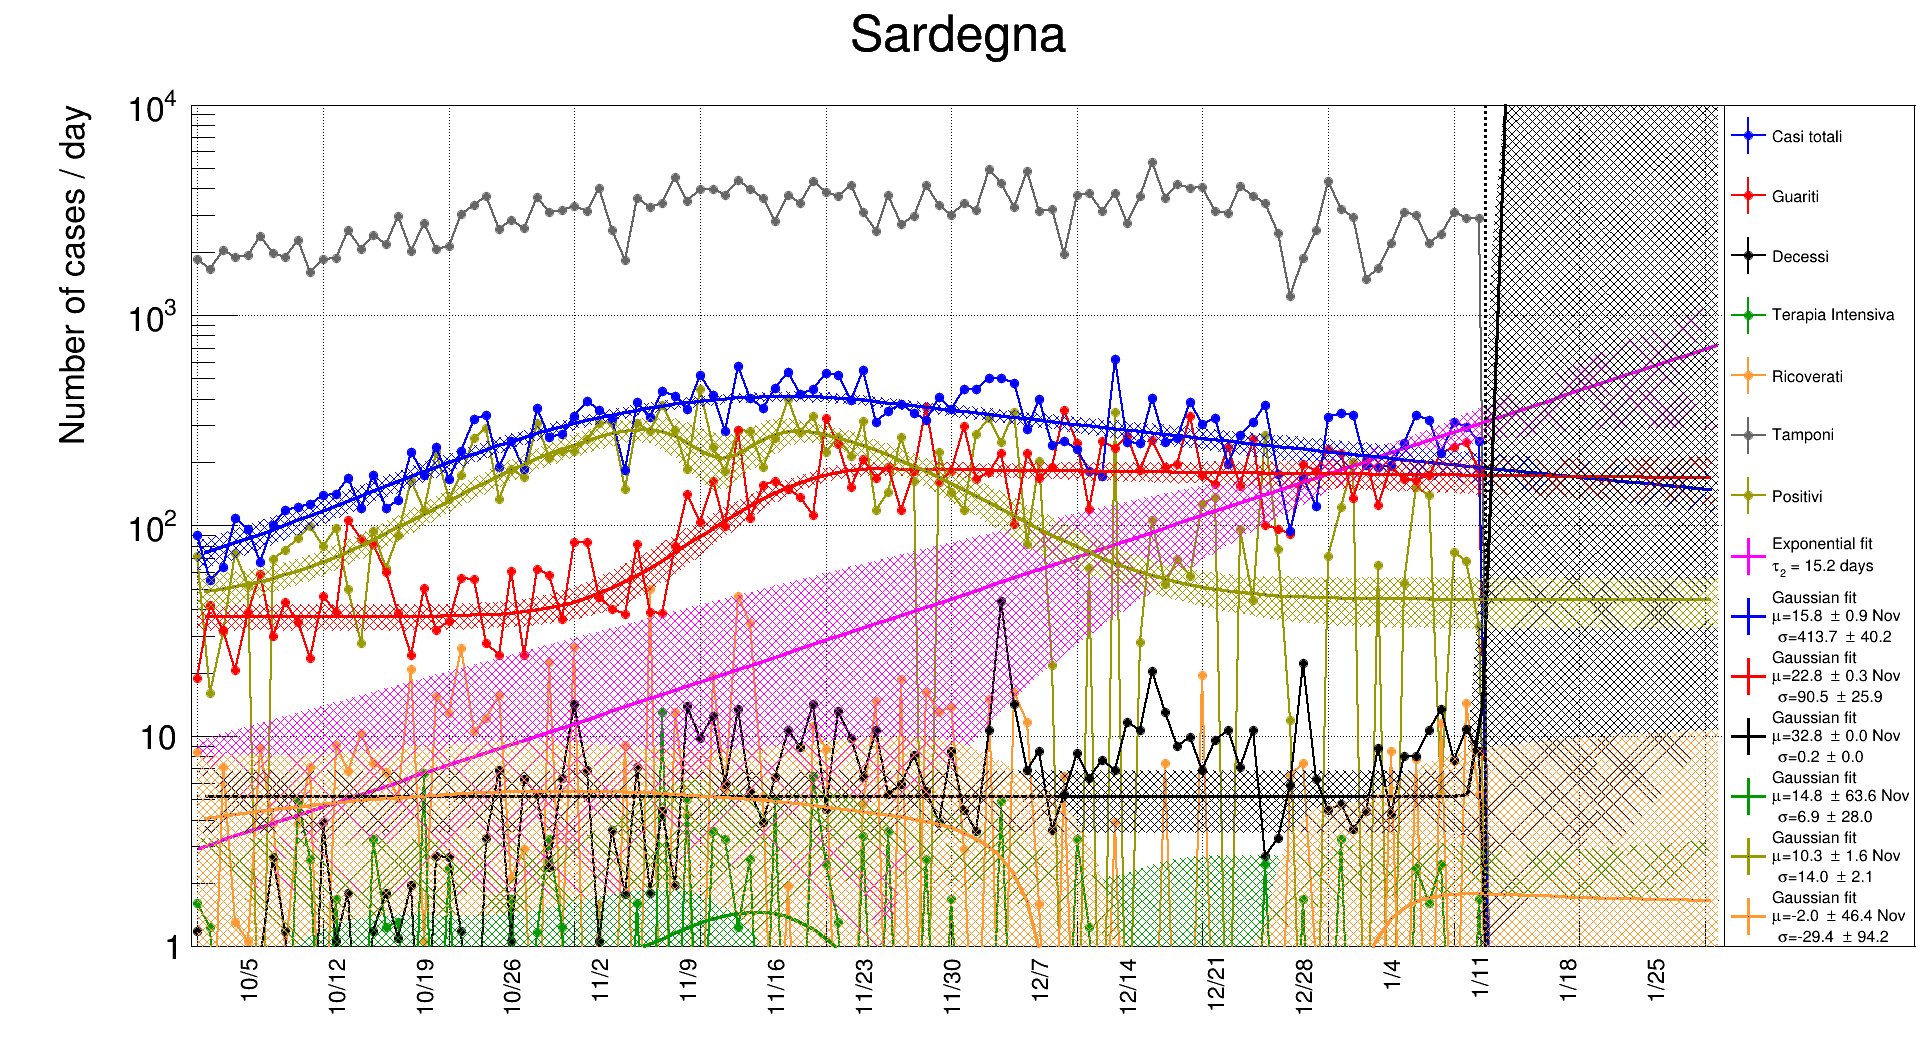 Sardegna
Number of cases / day
10⁴
10³
10²
10
1
10/5
10/12
10/19
10/26
11/2
11/9
11/16
11/23
11/30
12/7
12/14
12/21
12/28
1/4
1/11
1/18
1/25
Casi totali
Guariti
Decessi
Terapia Intensiva
Ricoverati
Tamponi
Positivi
Exponential fit
τ₂ = 15.2 days
Gaussian fit
μ=15.8 ± 0.9 Nov
σ=413.7 ± 40.2
Gaussian fit
μ=22.8 ± 0.3 Nov
σ=90.5 ± 25.9
Gaussian fit
μ=32.8 ± 0.0 Nov
σ=0.2 ± 0.0
Gaussian fit
μ=14.8 ± 63.6 Nov
σ=6.9 ± 28.0
Gaussian fit
μ=10.3 ± 1.6 Nov
σ=14.0 ± 2.1
Gaussian fit
μ=-2.0 ± 46.4 Nov
σ=-29.4 ± 94.2